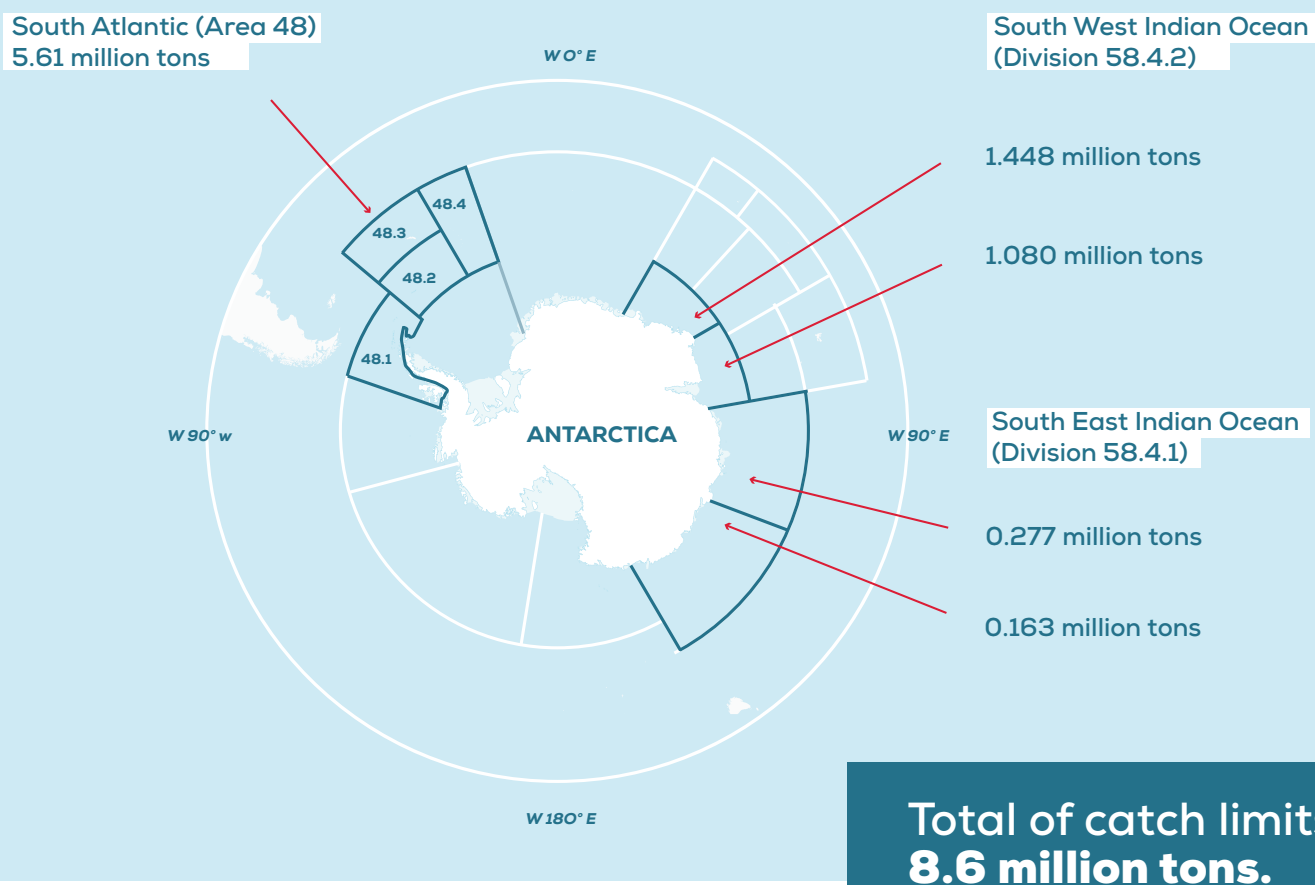 South Atlantic (Area 48)
5.61 million tons
South West Indian Ocean
(Division 58.4.2)
W 0° E
1.448 million tons
48.4
48.3
1.080 million tons
48.2
48.1
South East Indian Ocean
(Division 58.4.1)
W 90° w
ANTARCTICA
W 90° E
0.277 million tons
0.163 million tons
W 180° E
Total of catch limit
8.6 million tons.